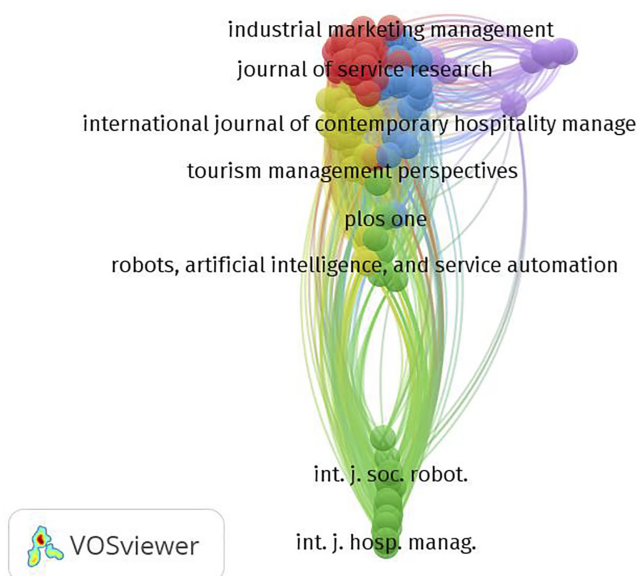 industrial marketing management
journal of service research
international journal of contemporary hospitality manage
tourism management perspectives
plos one
robots, artificial intelligence, and service automation
int. j. soc. robot.
int. j. hosp. manag.
VOSviewer